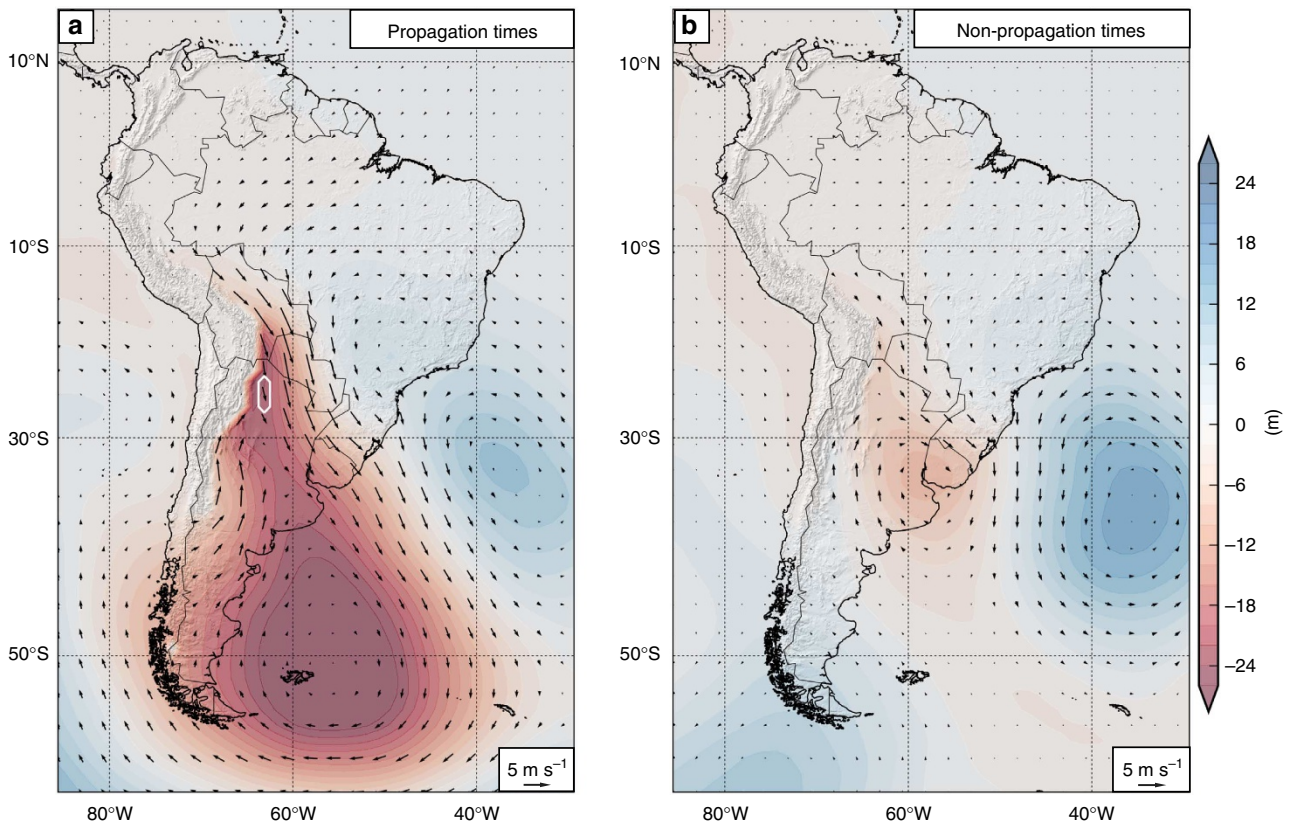 a
Propagation times
b
Non-propagation times
10°N
10°S
30°S
50°S
80°W
60°W
40°W
5 m s⁻¹
10°N
10°S
30°S
50°S
80°W
60°W
40°W
5 m s⁻¹
24
18
12
6
0
−6
−12
−18
−24
(m)